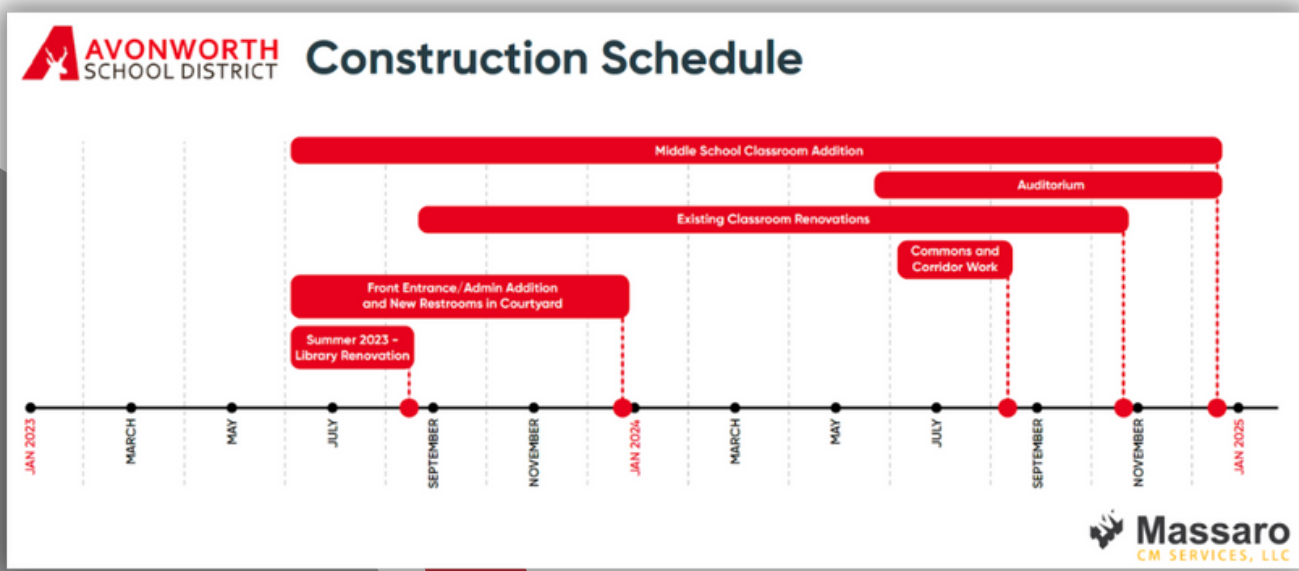 AVONWORTH
SCHOOL DISTRICT
Construction Schedule
Middle School Classroom Addition
Auditorium
Existing Classroom Renovations
Commons and
Corridor Work
Front Entrance/Admin Addition
and New Restrooms in Courtyard
Summer 2023 -
Library Renovation
JAN 2023
MARCH
MAY
JULY
SEPTEMBER
NOVEMBER
JAN 2024
MARCH
MAY
JULY
SEPTEMBER
NOVEMBER
JAN 2025
Massaro
CM SERVICES, LLC